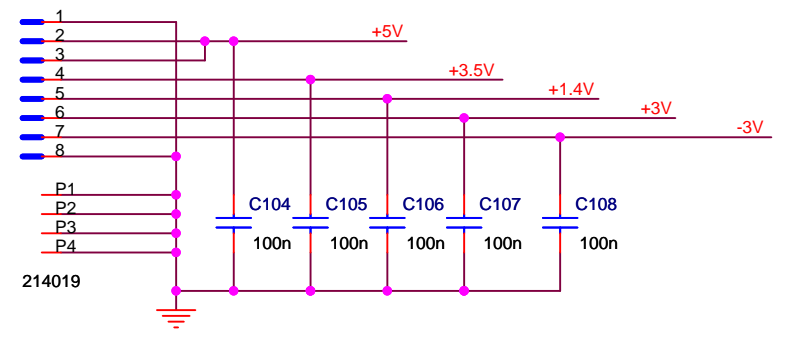 1
2
+5V
3
4
+3.5V
5
+1.4V
6
+3V
7
-3V
8
P1
P2
P3
P4
C104
C105
C106
C107
C108
100n
100n
100n
100n
100n
214019